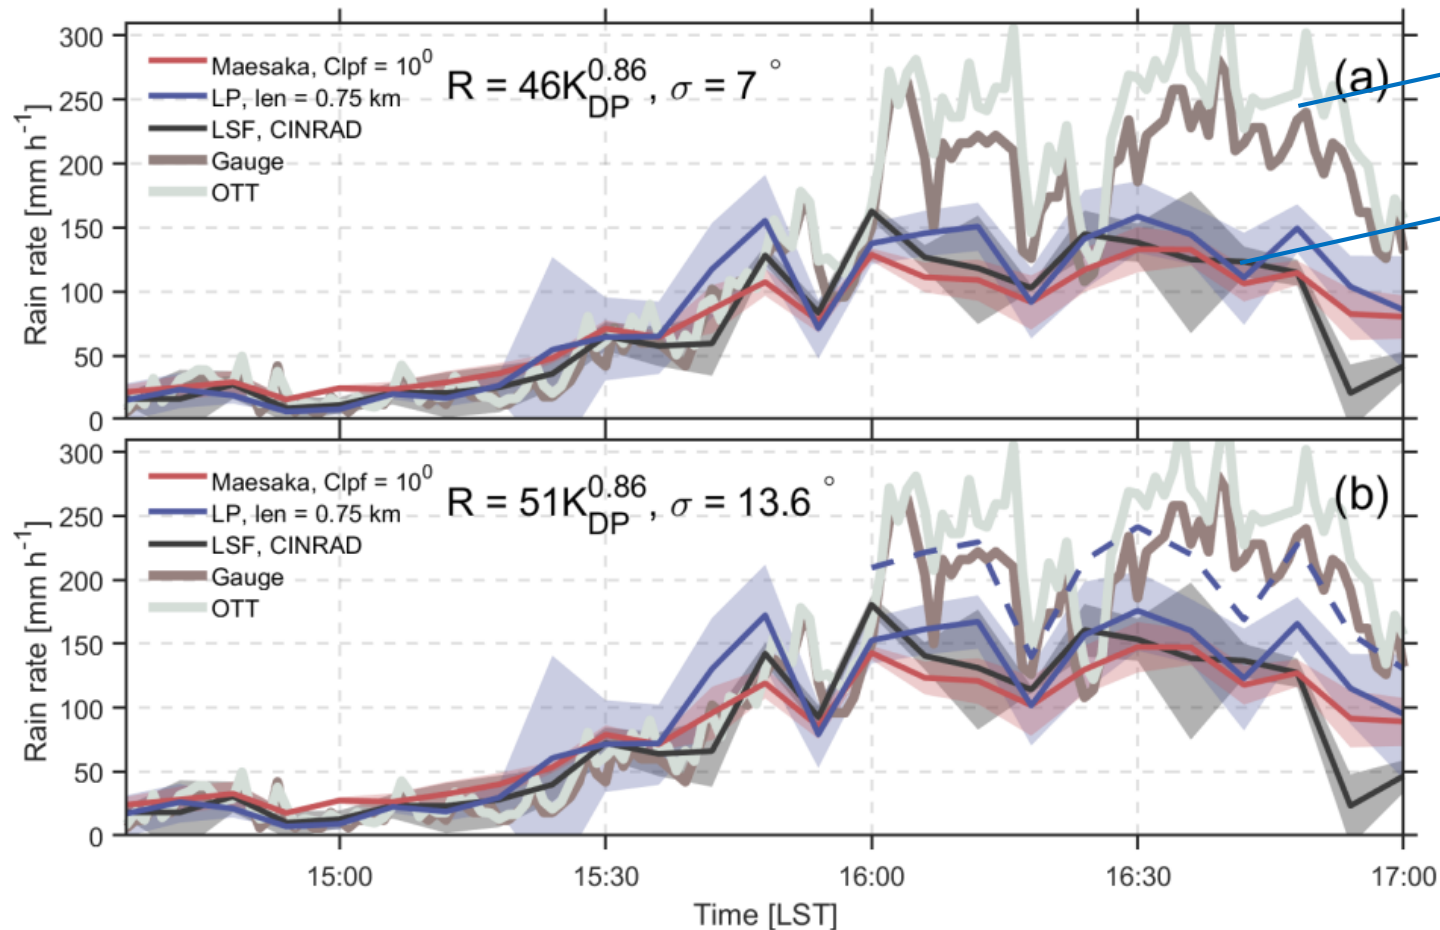 Rain rate [mm h⁻¹]
300
250
200
150
100
50
0
Maesaka, Clpf = 10⁰
LP, len = 0.75 km
LSF, CINRAD
Gauge
OTT
R = 46K_DP^0.86, σ = 7 °
(a)
Rain rate [mm h⁻¹]
300
250
200
150
100
50
0
Maesaka, Clpf = 10⁰
LP, len = 0.75 km
LSF, CINRAD
Gauge
OTT
R = 51K_DP^0.86, σ = 13.6 °
(b)
15:00 15:30 16:00 16:30 17:00
Time [LST]